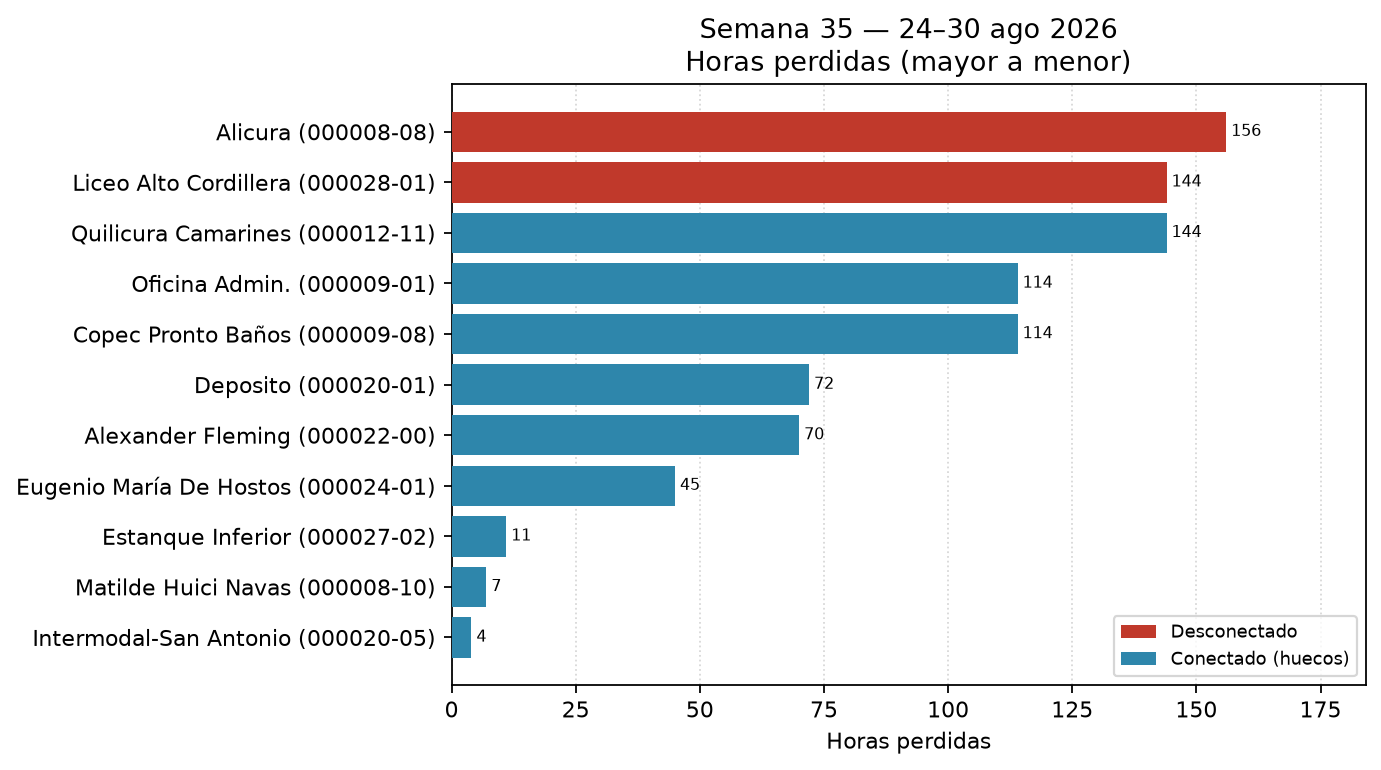 Semana 35 — 24–30 ago 2026
Horas perdidas (mayor a menor)
Alicura (000008-08)
156
Liceo Alto Cordillera (000028-01)
144
Quilicura Camarines (000012-11)
144
Oficina Admin. (000009-01)
114
Copec Pronto Baños (000009-08)
114
Deposito (000020-01)
72
Alexander Fleming (000022-00)
70
Eugenio María De Hostos (000024-01)
45
Estanque Inferior (000027-02)
11
Matilde Huici Navas (000008-10)
7
Intermodal-San Antonio (000020-05)
4
Desconectado
Conectado (huecos)
0 25 50 75 100 125 150 175
Horas perdidas